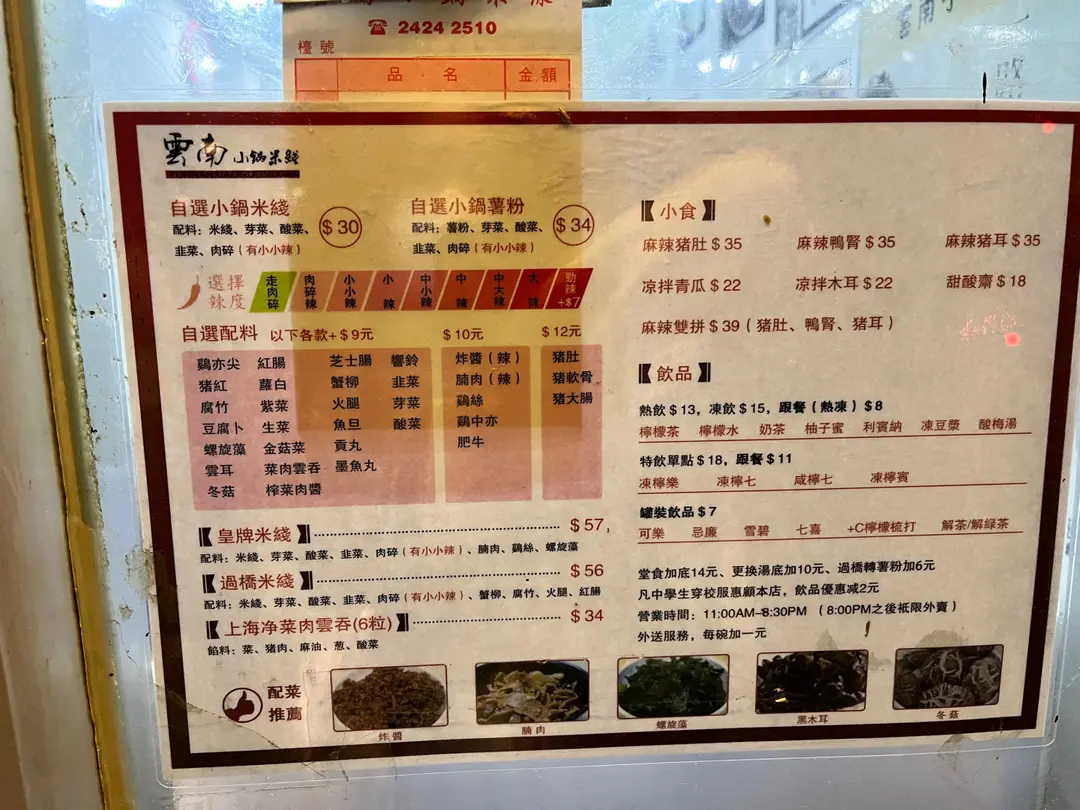 ☎ 2424 2510
檯號
品 · 名 金額
雲南小鍋米綫
自選小鍋米綫 $30
配料：米綫、芽菜、酸菜、
韭菜、肉碎（有小小辣）
自選小鍋薯粉 $34
配料：薯粉、芽菜、酸菜、
韭菜、肉碎（有小小辣）
選擇辣度 走肉碎 肉碎辣 小小辣 小辣 中小辣 中辣 中大辣 大辣 勁辣+$7
自選配料 以下各款+$9元 $10元 $12元
鷄亦尖 紅腸 芝士腸 響鈴 炸醬（辣） 猪肚
猪紅 蘿白 蟹柳 韭菜 腩肉（辣） 猪軟骨
腐竹 紫菜 火腿 芽菜 鷄絲 猪大腸
豆腐卜 生菜 魚旦 酸菜 鷄中亦
螺旋藻 金菇菜 貢丸 肥牛
雲耳 菜肉雲吞 墨魚丸
冬菇 榨菜肉醬
【皇牌米綫】 $57
配料：米綫、芽菜、酸菜、韭菜、肉碎（有小小辣）、腩肉、鷄絲、螺旋藻
【過橋米綫】 $56
配料：米綫、芽菜、酸菜、韭菜、肉碎（有小小辣）、蟹柳、腐竹、火腿、紅腸
【上海净菜肉雲吞(6粒)】 $34
餡料：菜、猪肉、麻油、葱、酸菜
【小食】
麻辣猪肚$35 麻辣鴨腎$35 麻辣猪耳$35
凉拌青瓜$22 凉拌木耳$22 甜酸齋$18
麻辣雙拼$39（猪肚、鴨腎、猪耳）
【飲品】
熱飲$13，凍飲$15，跟餐（熱凍）$8
檸檬茶 檸檬水 奶茶 柚子蜜 利賓納 凍豆漿 酸梅湯
特飲單點$18，跟餐$11
凍檸樂 凍檸七 咸檸七 凍檸賓
罐裝飲品$7
可樂 忌廉 雪碧 七喜 +C檸檬梳打 解茶/解綠茶
堂食加底14元、更换湯底加10元、過橋轉薯粉加6元
凡中學生穿校服惠顧本店，飲品優惠减2元
營業時間：11:00AM–8:30PM （8:00PM之後祇限外賣）
外送服務，每碗加一元
配菜推薦
炸醬 腩肉 螺旋藻 黑木耳 冬菇